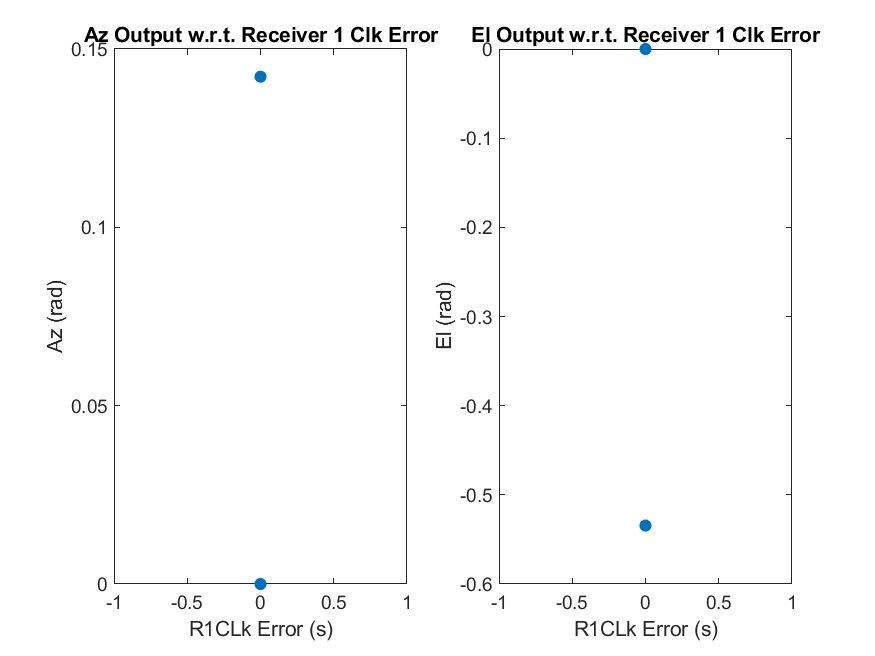 Az Output w.r.t. Receiver 1 Clk Error
0.15
0.1
0.05
0
Az (rad)
-1 -0.5 0 0.5 1
R1CLk Error (s)
El Output w.r.t. Receiver 1 Clk Error
0
-0.1
-0.2
-0.3
-0.4
-0.5
-0.6
El (rad)
-1 -0.5 0 0.5 1
R1CLk Error (s)